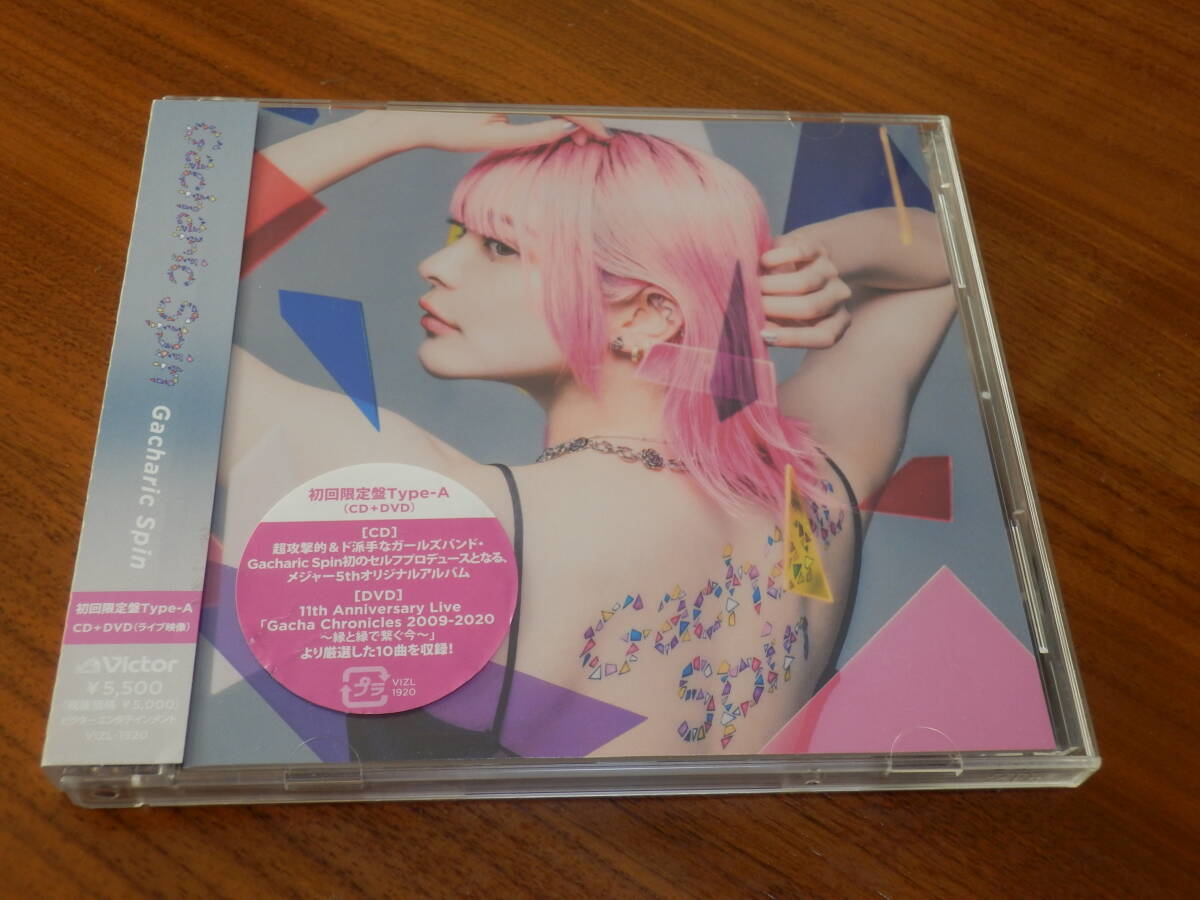 Gacharic Spin
Gacharic Spin
初回限定盤Type-A
CD+DVD(ライブ映像)
Victor
¥5,500
(税抜価格 ¥5,000)
ビクターエンタテインメント
VIZL-1920
初回限定盤Type-A
(CD+DVD)
[CD]
超攻撃的&ド派手なガールズバンド・
Gacharic Spin初のセルフプロデュースとなる、
メジャー5thオリジナルアルバム
[DVD]
11th Anniversary Live
「Gacha Chronicles 2009-2020
～縁と縁で繋ぐ今～」
より厳選した10曲を収録!
プラ
VIZL
1920
Gacharic
Spin